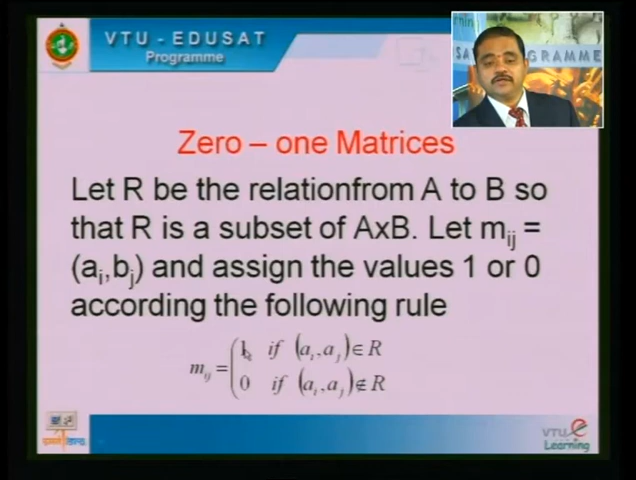 VTU - EDUSAT
Programme
Zero – one Matrices
Let R be the relationfrom A to B so
that R is a subset of AxB. Let mij =
(ai,bj) and assign the values 1 or 0
according the following rule
mij = (1 if (ai,aj)∈R
0 if (ai,aj)∉R
VTU e
Learning